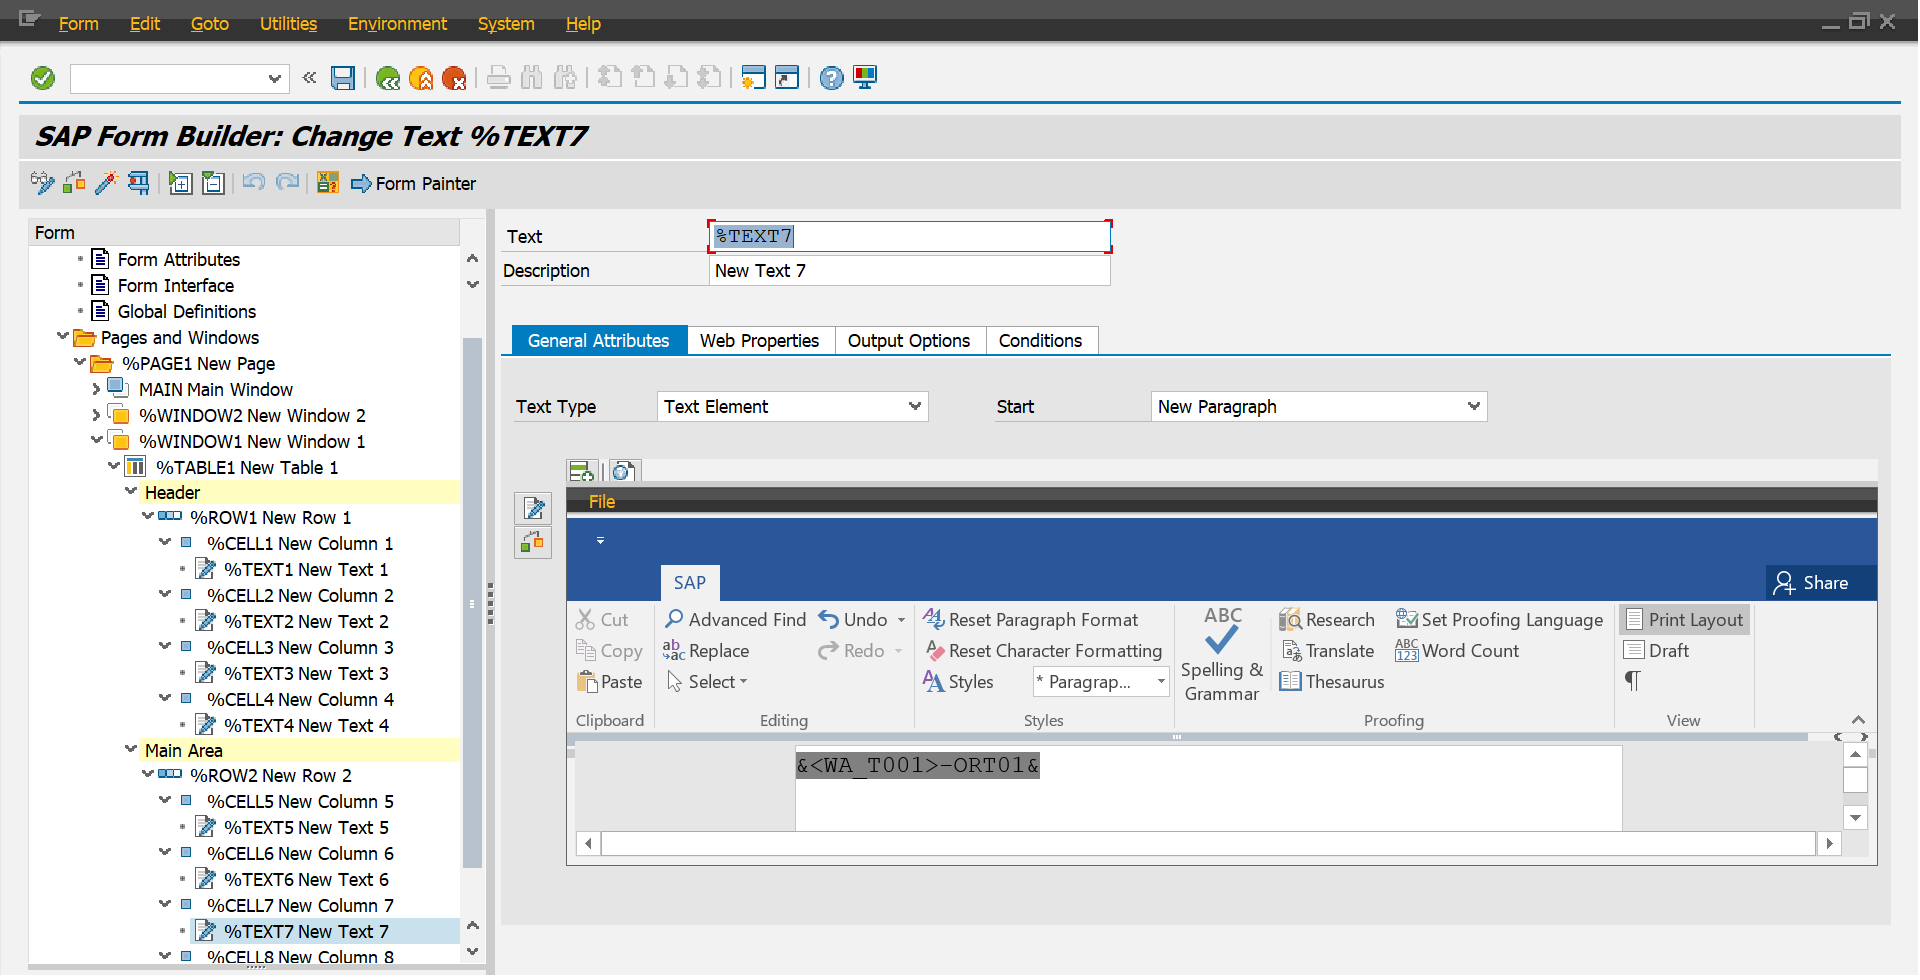 Form Edit Goto Utilities Environment System Help
SAP Form Builder: Change Text %TEXT7
Form Painter
Form
Form Attributes
Form Interface
Global Definitions
Pages and Windows
%PAGE1 New Page
MAIN Main Window
%WINDOW2 New Window 2
%WINDOW1 New Window 1
%TABLE1 New Table 1
Header
%ROW1 New Row 1
%CELL1 New Column 1
%TEXT1 New Text 1
%CELL2 New Column 2
%TEXT2 New Text 2
%CELL3 New Column 3
%TEXT3 New Text 3
%CELL4 New Column 4
%TEXT4 New Text 4
Main Area
%ROW2 New Row 2
%CELL5 New Column 5
%TEXT5 New Text 5
%CELL6 New Column 6
%TEXT6 New Text 6
%CELL7 New Column 7
%TEXT7 New Text 7
%CELL8 New Column 8
Text %TEXT7
Description New Text 7
General Attributes Web Properties Output Options Conditions
Text Type Text Element Start New Paragraph
File
SAP Share
Cut Advanced Find Undo Reset Paragraph Format ABC Research Set Proofing Language Print Layout
Copy Replace Redo Reset Character Formatting Translate Word Count Draft
Paste Select Styles * Paragrap... Spelling & Grammar Thesaurus ¶
Clipboard Editing Styles Proofing View
&<WA_T001>-ORT01&